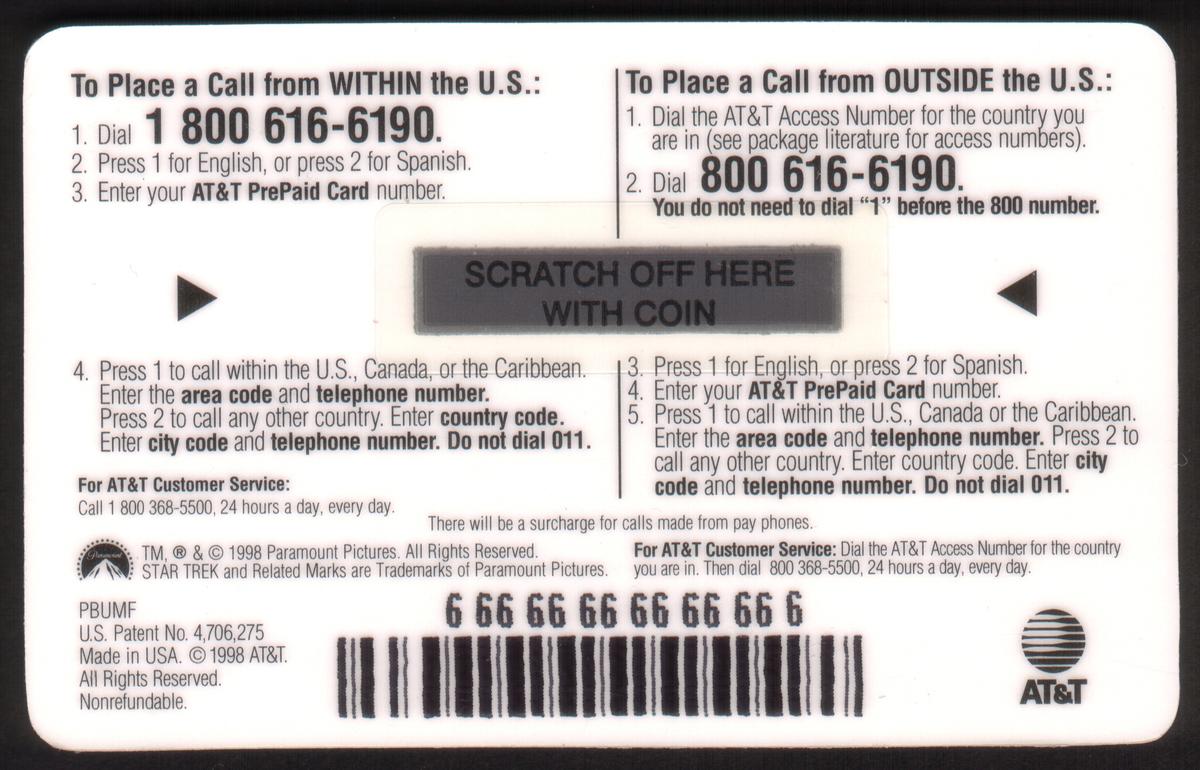 To Place a Call from WITHIN the U.S.:
1. Dial 1 800 616-6190.
2. Press 1 for English, or press 2 for Spanish.
3. Enter your AT&T PrePaid Card number.
To Place a Call from OUTSIDE the U.S.:
1. Dial the AT&T Access Number for the country you
are in (see package literature for access numbers).
2. Dial 800 616-6190.
You do not need to dial “1” before the 800 number.
SCRATCH OFF HERE
WITH COIN
4. Press 1 to call within the U.S., Canada, or the Caribbean.
Enter the area code and telephone number.
Press 2 to call any other country. Enter country code.
Enter city code and telephone number. Do not dial 011.
3. Press 1 for English, or press 2 for Spanish.
4. Enter your AT&T PrePaid Card number.
5. Press 1 to call within the U.S., Canada or the Caribbean.
Enter the area code and telephone number. Press 2 to
call any other country. Enter country code. Enter city
code and telephone number. Do not dial 011.
For AT&T Customer Service:
Call 1 800 368-5500, 24 hours a day, every day.
There will be a surcharge for calls made from pay phones.
Paramount
TM, ® & © 1998 Paramount Pictures. All Rights Reserved.
STAR TREK and Related Marks are Trademarks of Paramount Pictures.
For AT&T Customer Service: Dial the AT&T Access Number for the country
you are in. Then dial 800 368-5500, 24 hours a day, every day.
PBUMF
U.S. Patent No. 4,706,275
Made in USA. © 1998 AT&T.
All Rights Reserved.
Nonrefundable.
6 66 66 66 66 66 66 6
AT&T